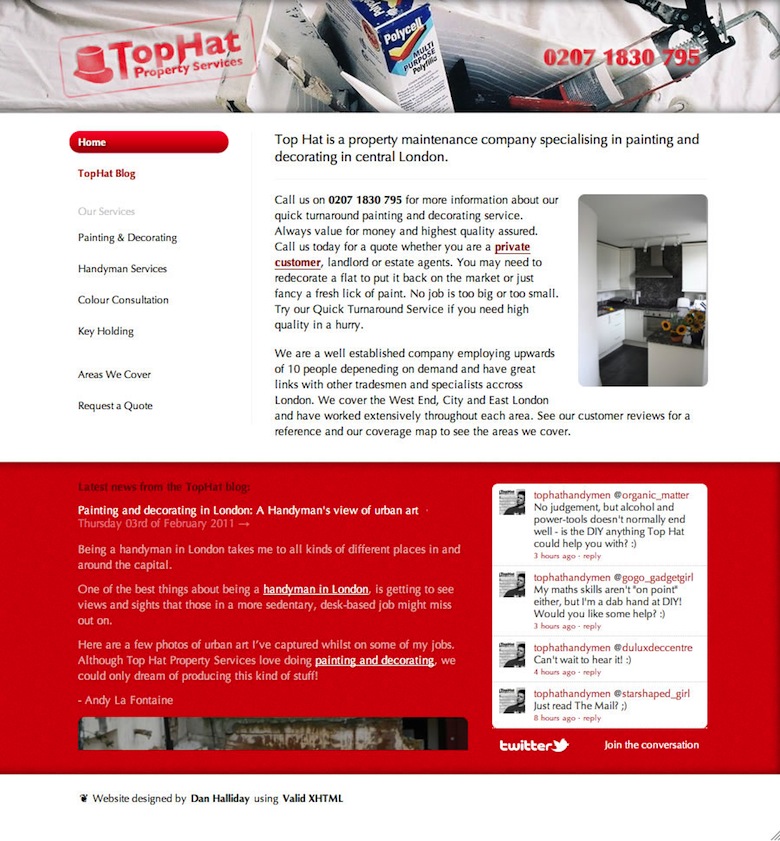 TopHat
Property Services
Polycell
MULTI
PURPOSE
Polyfilla
0207 1830 795
Home
TopHat Blog
Our Services
Painting & Decorating
Handyman Services
Colour Consultation
Key Holding
Areas We Cover
Request a Quote
Top Hat is a property maintenance company specialising in painting and
decorating in central London.
Call us on 0207 1830 795 for more information about our
quick turnaround painting and decorating service.
Always value for money and highest quality assured.
Call us today for a quote whether you are a private
customer, landlord or estate agents. You may need to
redecorate a flat to put it back on the market or just
fancy a fresh lick of paint. No job is too big or too small.
Try our Quick Turnaround Service if you need high
quality in a hurry.
We are a well established company employing upwards
of 10 people depeneding on demand and have great
links with other tradesmen and specialists accross
London. We cover the West End, City and East London
and have worked extensively throughout each area. See our customer reviews for a
reference and our coverage map to see the areas we cover.
Latest news from the TopHat blog:
Painting and decorating in London: A Handyman's view of urban art ·
Thursday 03rd of February 2011 →
Being a handyman in London takes me to all kinds of different places in and
around the capital.
One of the best things about being a handyman in London, is getting to see
views and sights that those in a more sedentary, desk-based job might miss
out on.
Here are a few photos of urban art I've captured whilst on some of my jobs.
Although Top Hat Property Services love doing painting and decorating, we
could only dream of producing this kind of stuff!
- Andy La Fontaine
tophathandymen @organic_matter
No judgement, but alcohol and
power-tools doesn't normally end
well - is the DIY anything Top Hat
could help you with? :)
3 hours ago · reply
tophathandymen @gogo_gadgetgirl
My maths skills aren't "on point"
either, but I'm a dab hand at DIY!
Would you like some help? :)
3 hours ago · reply
tophathandymen @duluxdeccentre
Can't wait to hear it! :)
4 hours ago · reply
tophathandymen @starshaped_girl
Just read The Mail? ;)
8 hours ago · reply
twitter
Join the conversation
❦ Website designed by Dan Halliday using Valid XHTML